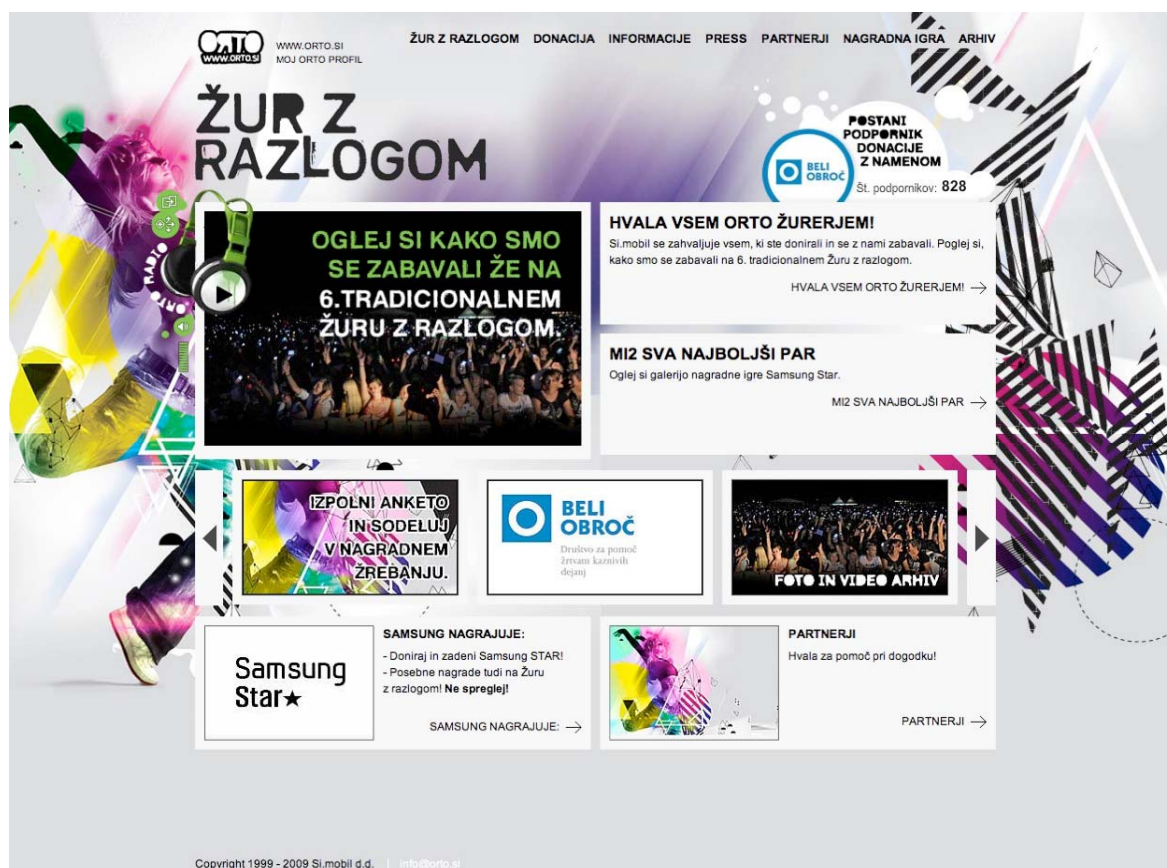 ORTO
WWW.ORTO.SI
WWW.ORTO.SI
MOJ ORTO PROFIL
ŽUR Z RAZLOGOM DONACIJA INFORMACIJE PRESS PARTNERJI NAGRADNA IGRA ARHIV
ŽUR Z
RAZLOGOM
POSTANI
PODPORNIK
DONACIJE
Z NAMENOM
BELI
OBROČ
Št. podpornikov: 828
ORTO RADIO
OGLEJ SI KAKO SMO
SE ZABAVALI ŽE NA
6.TRADICIONALNEM
ŽURU Z RAZLOGOM.
HVALA VSEM ORTO ŽURERJEM!
Si.mobil se zahvaljuje vsem, ki ste donirali in se z nami zabavali. Poglej si,
kako smo se zabavali na 6. tradicionalnem Žuru z razlogom.
HVALA VSEM ORTO ŽURERJEM!
MI2 SVA NAJBOLJŠI PAR
Oglej si galerijo nagradne igre Samsung Star.
MI2 SVA NAJBOLJŠI PAR
IZPOLNI ANKETO
IN SODELUJ
V NAGRADNEM
ŽREBANJU.
BELI
OBROČ
Društvo za pomoč
žrtvam kaznivih
dejanj
FOTO IN VIDEO ARHIV
Samsung
Star★
SAMSUNG NAGRAJUJE:
- Doniraj in zadeni Samsung STAR!
- Posebne nagrade tudi na Žuru
z razlogom! Ne spreglej!
SAMSUNG NAGRAJUJE:
PARTNERJI
Hvala za pomoč pri dogodku!
PARTNERJI
Copyright 1999 - 2009 Si.mobil d.d. | info@orto.si